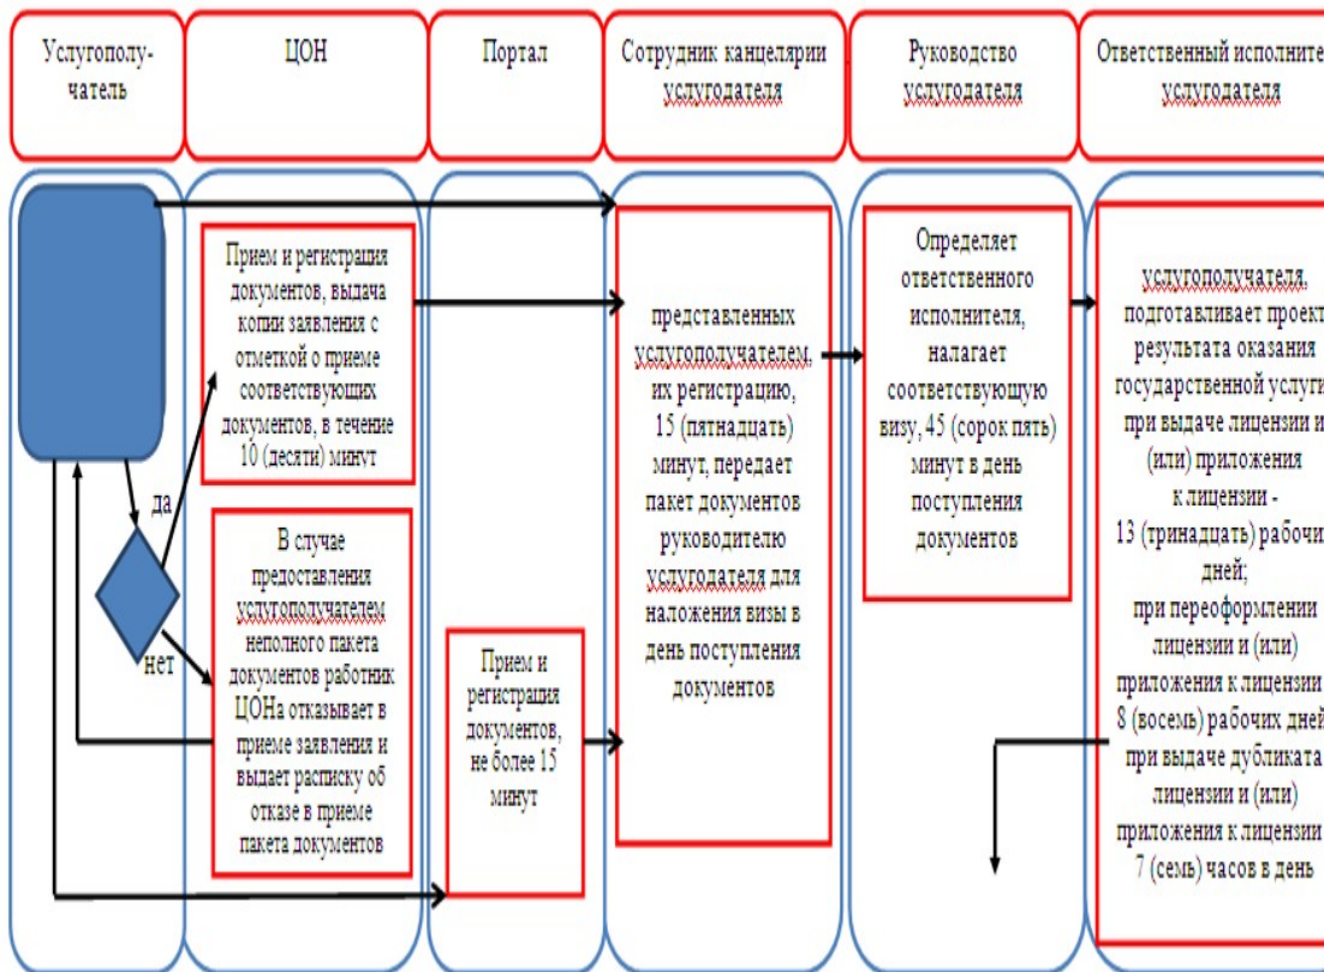 Услугополу-
чатель
ЦОН
Портал
Сотрудник канцелярии
услугодателя
Руководство
услугодателя
Ответственный исполните
услугодателя
Прием и регистрация
документов, выдача
копии заявления с
отметкой о приеме
соответствующих
документов, в течение
10 (десяти) минут
да
нет
В случае
предоставления
услугополучателем
неполного пакета
документов работник
ЦОНа отказывает в
приеме заявления и
выдает расписку об
отказе в приеме
пакета документов
Прием и
регистрация
документов,
не более 15
минут
представленных
услугополучателем,
их регистрацию,
15 (пятнадцать)
минут, передает
пакет документов
руководителю
услугодателя для
наложения визы в
день поступления
документов
Определяет
ответственного
исполнителя,
налагает
соответствующую
визу, 45 (сорок пять)
минут в день
поступления
документов
услугополучателя,
подготавливает проект
результата оказания
государственной услуги
при выдаче лицензии и
(или) приложения
к лицензии -
13 (тринадцать) рабочи
дней;
при переоформлении
лицензии и (или)
приложения к лицензии
8 (восемь) рабочих дней
при выдаче дубликата
лицензии и (или)
приложения к лицензии
7 (семь) часов в день